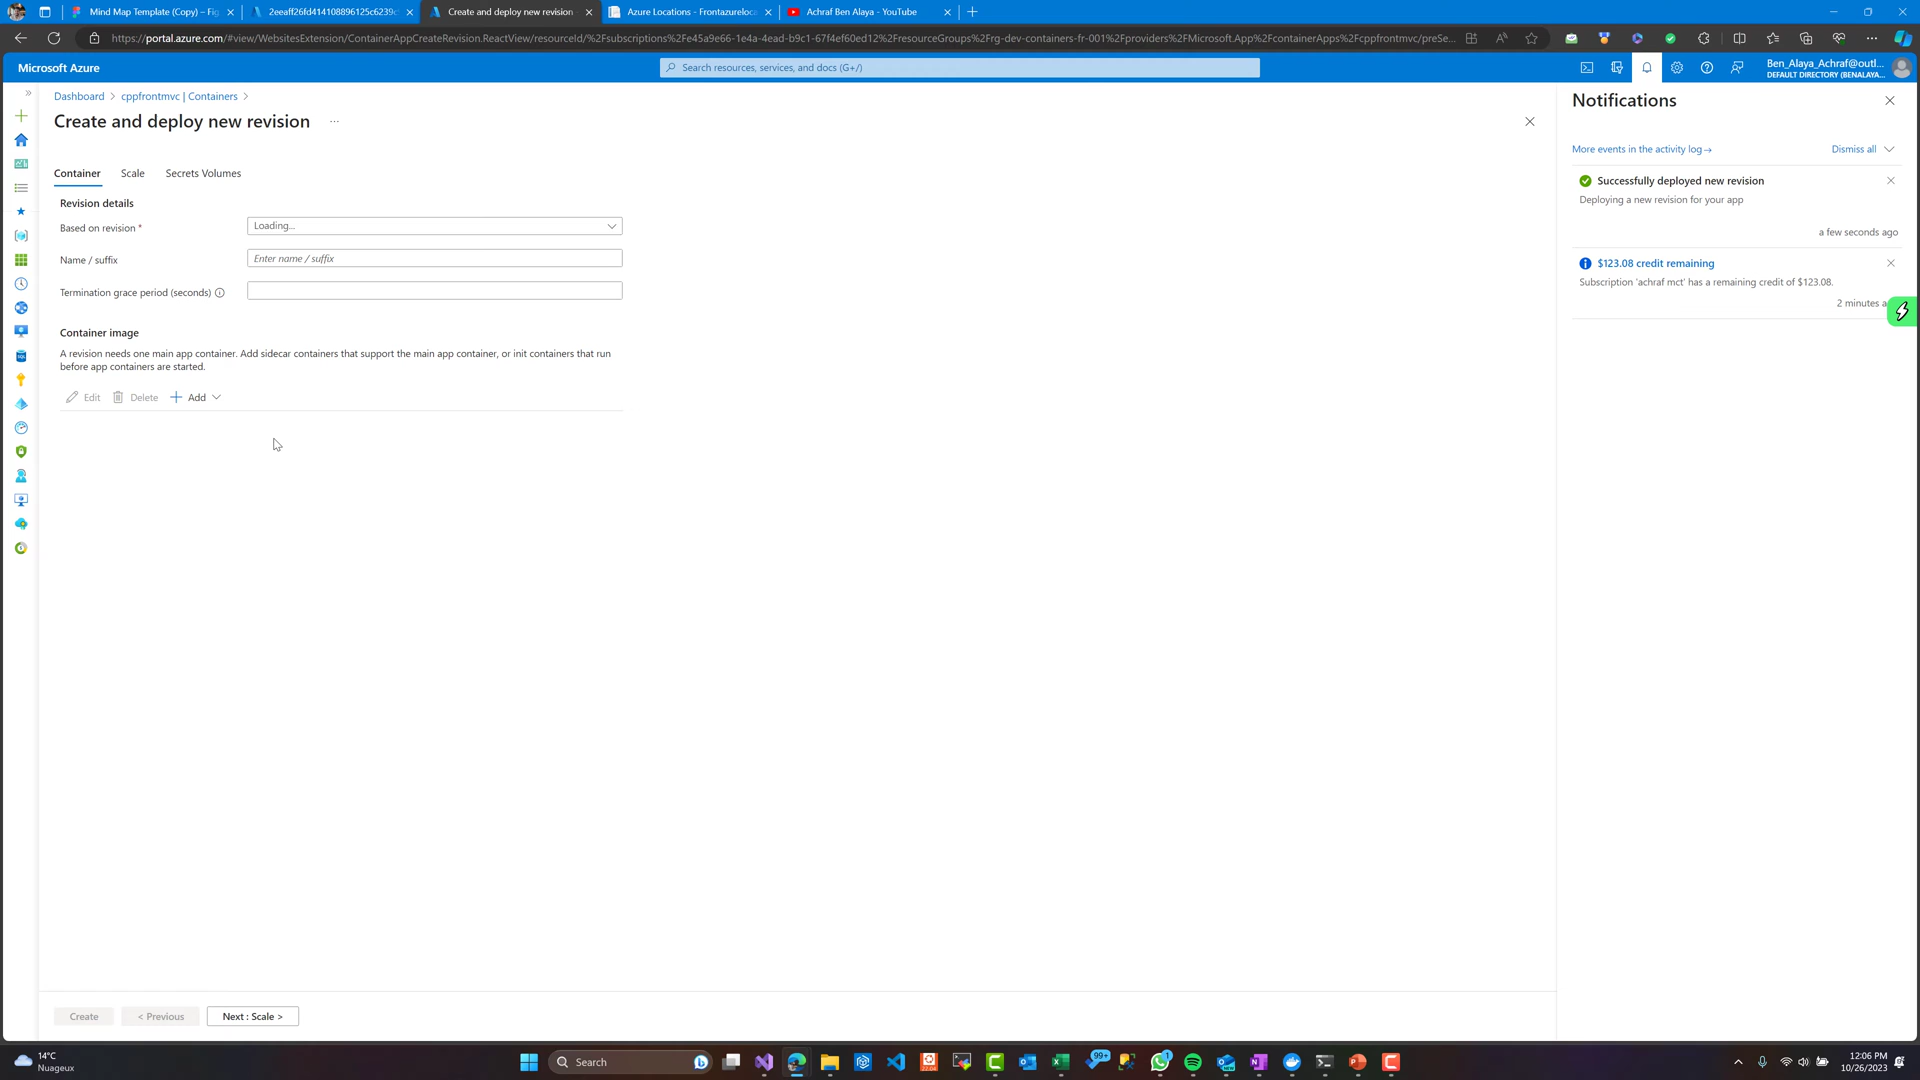 Mind Map Template (Copy) – Fig
2eeaff26fd414108896125c6239c
Create and deploy new revision
Azure Locations - Frontazureloca
Achraf Ben Alaya - YouTube
https://portal.azure.com/#view/WebsitesExtension/ContainerAppCreateRevision.ReactView/resourceId/%2Fsubscriptions%2Fe45a9e66-1e4a-4ead-b9c1-67f4ef60ed12%2FresourceGroups%2Frg-dev-containers-fr-001%2Fproviders%2FMicrosoft.App%2FcontainerApps%2Fcppfrontmvc/preSe...
Microsoft Azure
Search resources, services, and docs (G+/)
Ben_Alaya_Achraf@outl...
DEFAULT DIRECTORY (BENALAYA...
Dashboard > cppfrontmvc | Containers >
Create and deploy new revision ...
Container Scale Secrets Volumes
Revision details
Based on revision *
Loading...
Name / suffix
Enter name / suffix
Termination grace period (seconds)
Container image
A revision needs one main app container. Add sidecar containers that support the main app container, or init containers that run
before app containers are started.
Edit Delete Add
Create < Previous Next : Scale >
Notifications
More events in the activity log →
Dismiss all
Successfully deployed new revision
Deploying a new revision for your app
a few seconds ago
$123.08 credit remaining
Subscription 'achraf mct' has a remaining credit of $123.08.
2 minutes a
14°C
Nuageux
Search
99+
1
12:06 PM
10/26/2023